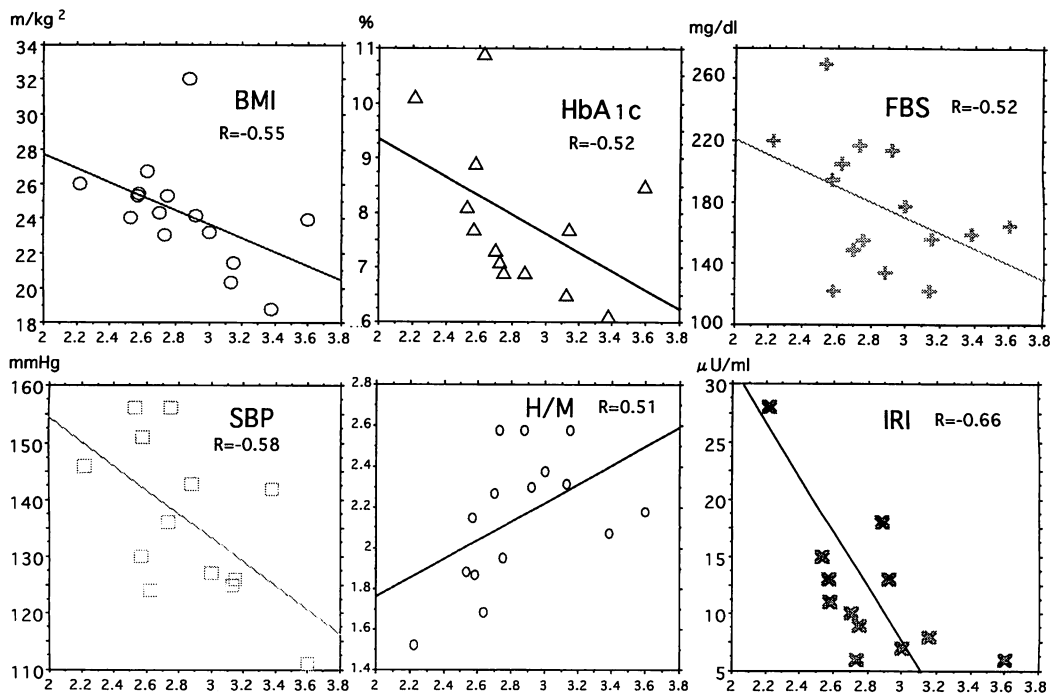 m/kg 2
34
32
30
28
26
24
22
20
18
BMI
R=-0.55
2 2.2 2.4 2.6 2.8 3 3.2 3.4 3.6 3.8
%
11
9
8
7
6
HbA1c
R=-0.52
2 2.2 2.4 2.6 2.8 3 3.2 3.4 3.6 3.8
mg/dl
260
220
180
140
100
FBS R=-0.52
2 2.2 2.4 2.6 2.8 3 3.2 3.4 3.6 3.8
mmHg
160
150
140
130
120
110
SBP
R=-0.58
2 2.2 2.4 2.6 2.8 3 3.2 3.4 3.6 3.8
2.8
2.6
2.4
2.2
2
1.8
1.6
1.4
H/M R=0.51
2 2.2 2.4 2.6 2.8 3 3.2 3.4 3.6 3.8
μU/ml
30
25
20
15
10
5
IRI R=-0.66
2 2.2 2.4 2.6 2.8 3 3.2 3.4 3.6 3.8